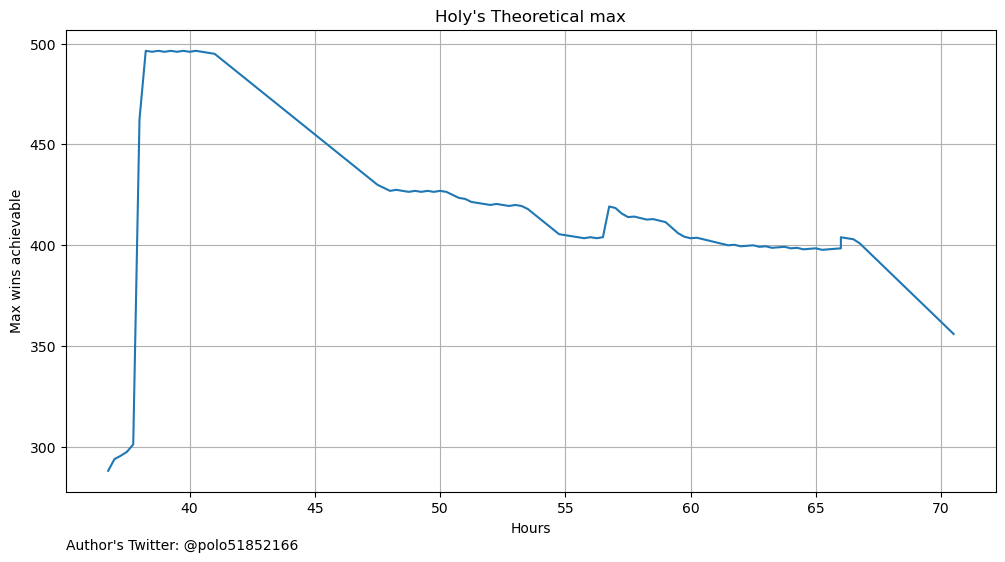 Holy's Theoretical max
500
450
400
350
300
Max wins achievable
40 45 50 55 60 65 70
Hours
Author's Twitter: @polo51852166